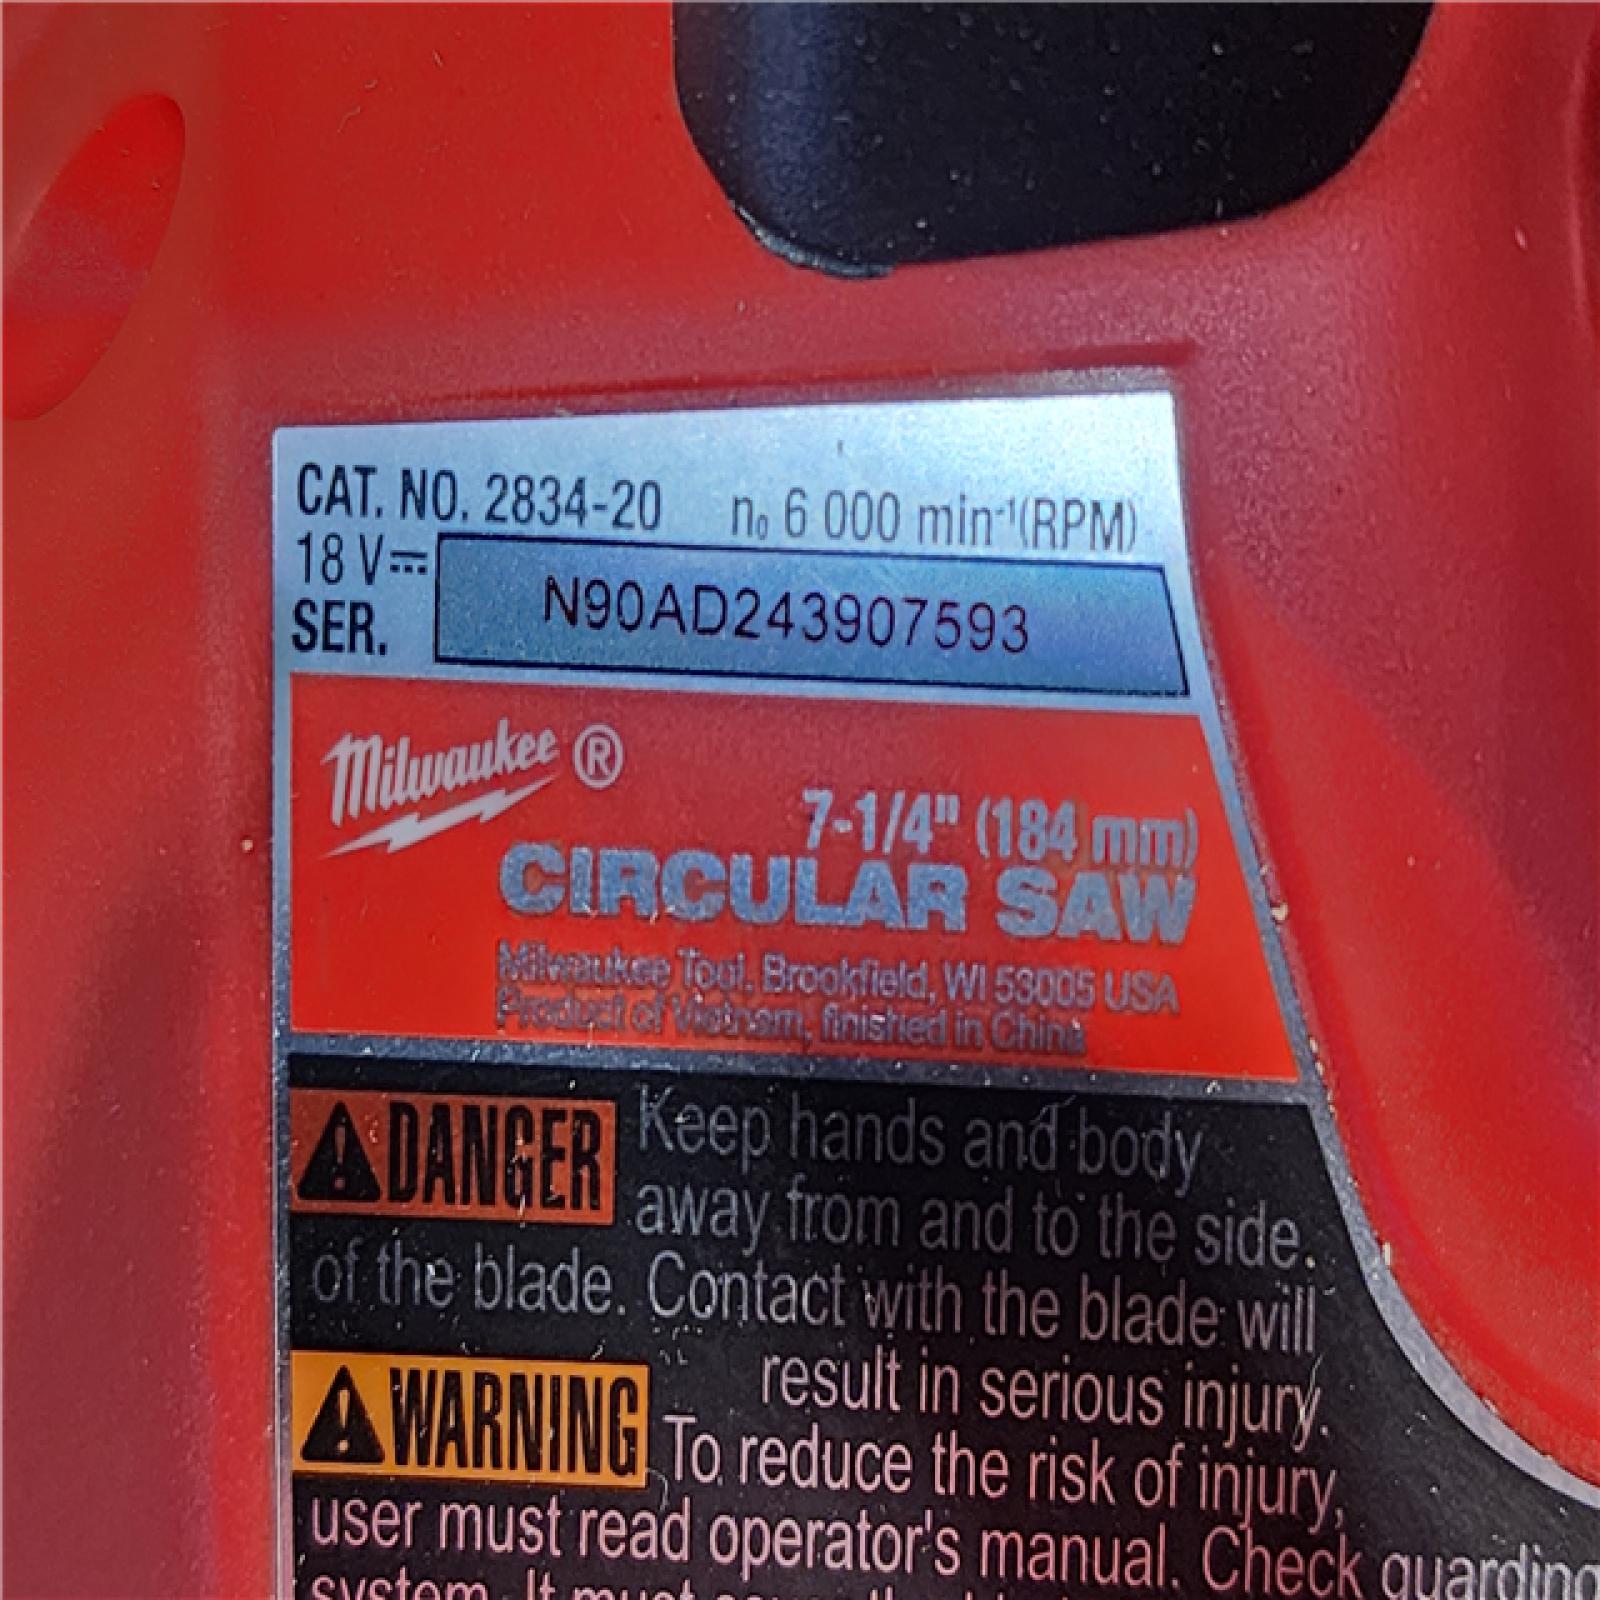 CAT. NO. 2834-20 n₀ 6 000 min⁻¹(RPM)
18 V⎓
SER. N90AD243907593
Milwaukee®
7-1/4" (184 mm)
CIRCULAR SAW
Milwaukee Tool, Brookfield, WI 53005 USA
Product of Vietnam, finished in China
DANGER Keep hands and body
away from and to the side.
of the blade. Contact with the blade will
result in serious injury.
WARNING To reduce the risk of injury,
user must read operator's manual. Check guarding
system. It must